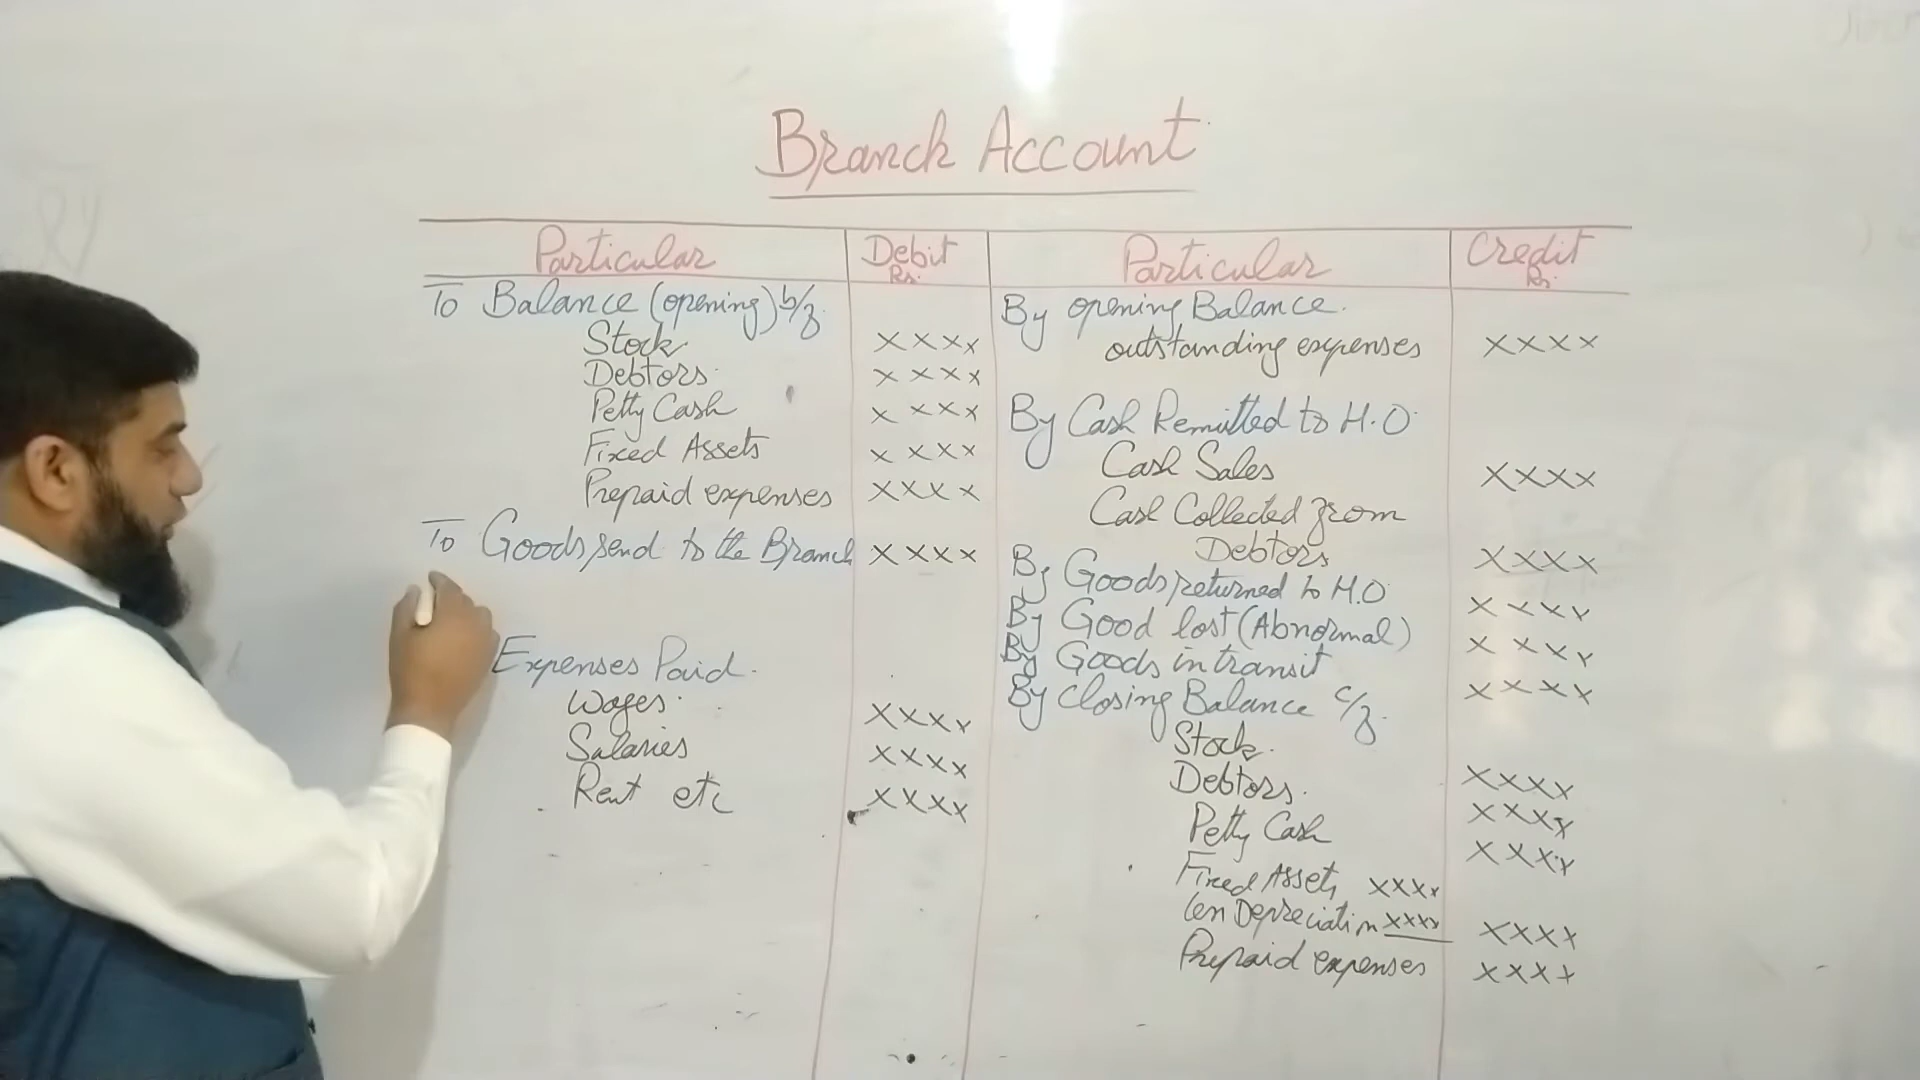 Branch Account
Particular Debit Particular Credit
Rs. Rs.
To Balance (opening) b/f
Stock XXXX
Debtors XXXX
Petty Cash XXXX
Fixed Assets XXXX
Prepaid expenses XXXX
To Goods send to the Branch XXXX
Expenses Paid
Wages XXXX
Salaries XXXX
Rent etc XXXX
By opening Balance
outstanding expenses XXXX
By Cash Remitted to H.O
Cash Sales XXXX
Cash Collected from
Debtors XXXX
By Goods returned to H.O XXXX
By Good lost (Abnormal) XXXX
By Goods in transit XXXX
By Closing Balance c/f
Stock XXXX
Debtors XXXX
Petty Cash XXXX
Fixed Assets XXXX
Depreciation XXXX XXXX
Prepaid expenses XXXX